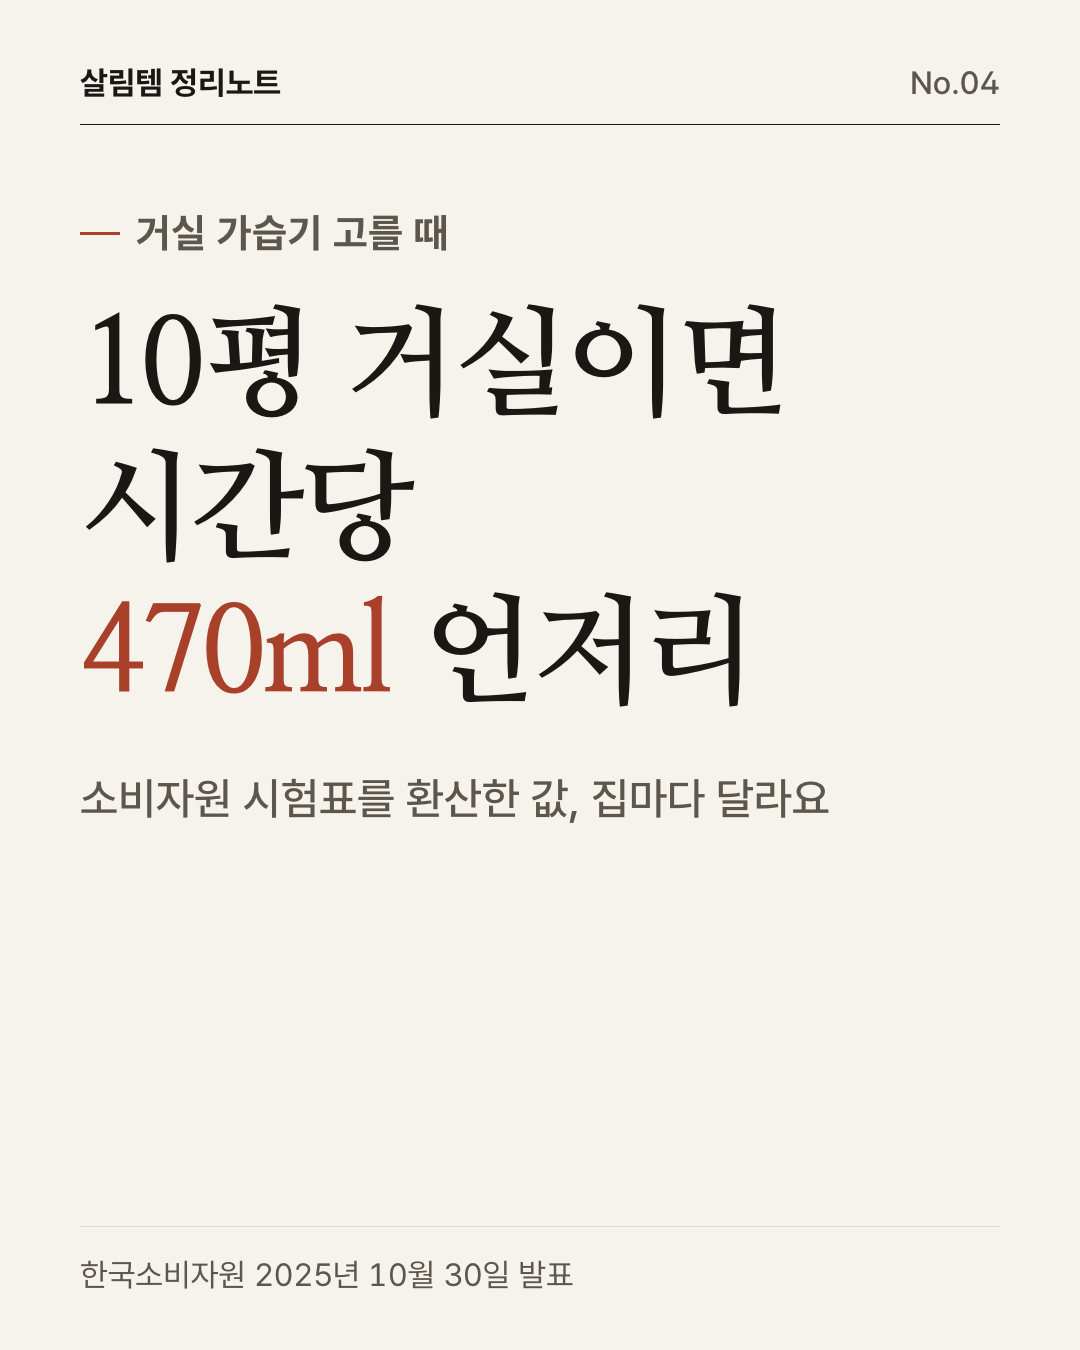 살림템 정리노트
No.04
거실 가습기 고를 때
10평 거실이면
시간당
470ml 언저리
소비자원 시험표를 환산한 값, 집마다 달라요
한국소비자원 2025년 10월 30일 발표